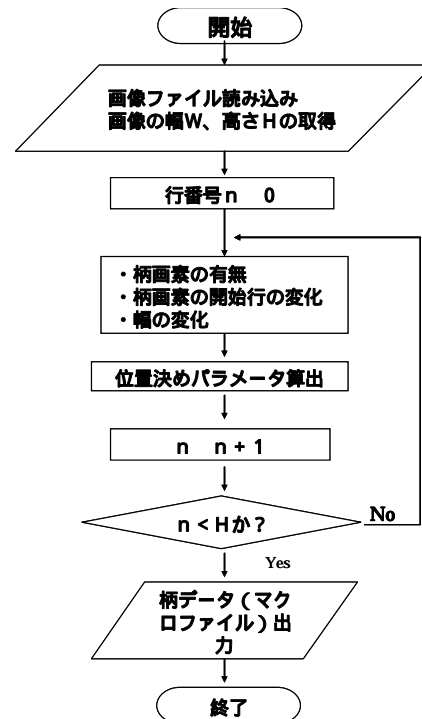 開始
画像ファイル読み込み
画像の幅W、高さHの取得
行番号n　0
・柄画素の有無
・柄画素の開始行の変化
・幅の変化
位置決めパラメータ算出
n　n+1
n<Hか?
No
Yes
柄データ(マク
ロファイル)出
力
終了